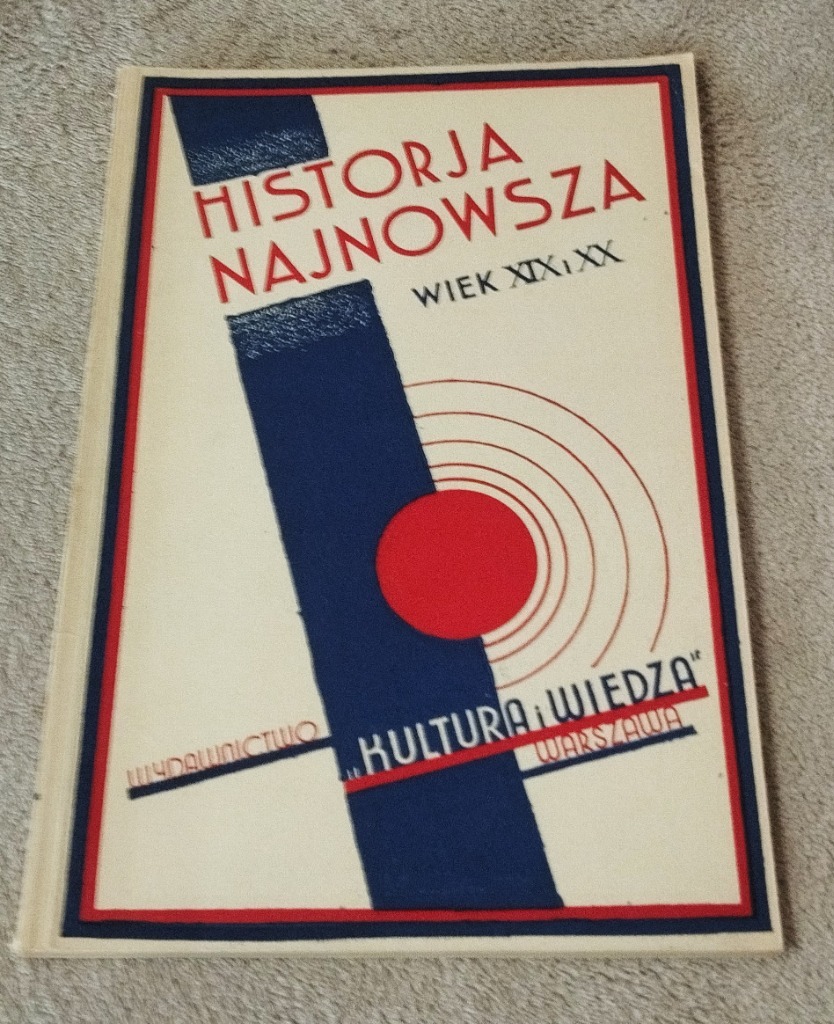 HISTORJA
NAJNOWSZA
WIEK XIX i XX
WYDAWNICTWO „KULTURA i WIEDZA”
WARSZAWA